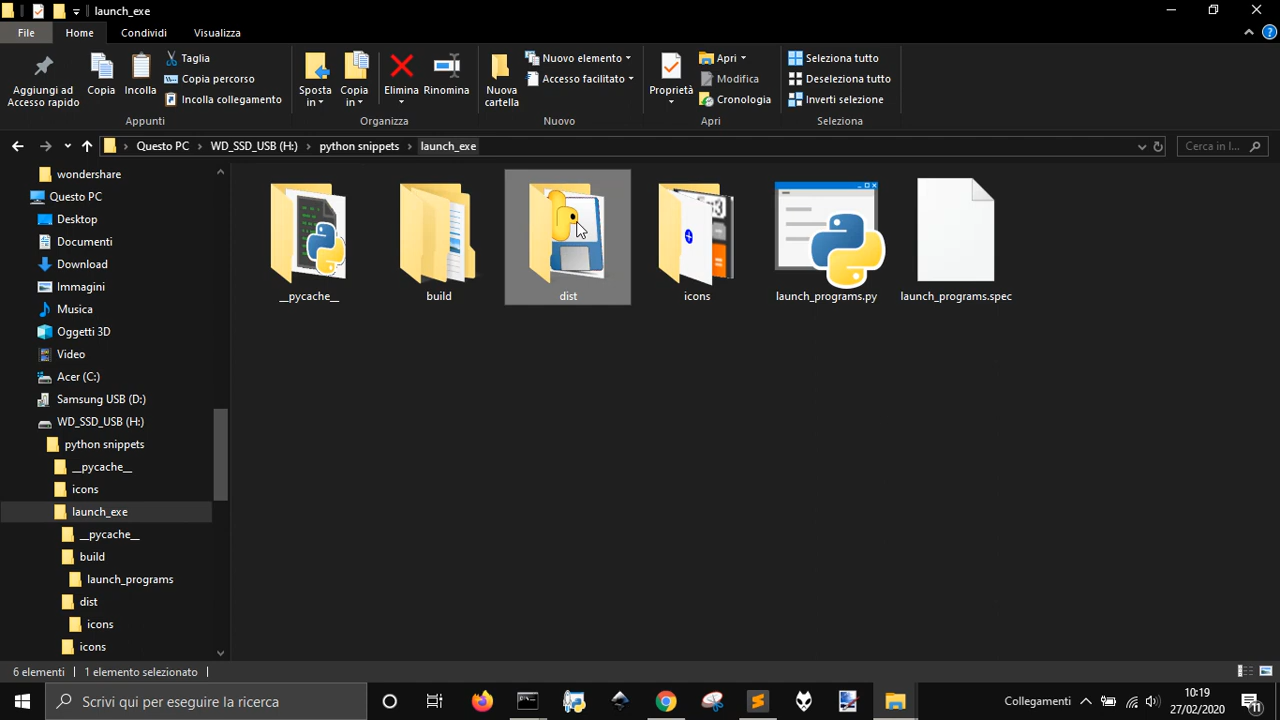 launch_exe
File Home Condividi Visualizza
Aggiungi ad Accesso rapido
Copia
Incolla
Taglia
Copia percorso
Incolla collegamento
Appunti
Sposta in
Copia in
Elimina
Rinomina
Organizza
Nuova cartella
Nuovo elemento
Accesso facilitato
Nuovo
Proprietà
Apri
Modifica
Cronologia
Apri
Seleziona tutto
Deseleziona tutto
Inverti selezione
Seleziona
Questo PC › WD_SSD_USB (H:) › python snippets › launch_exe
Cerca in l...
wondershare
Questo PC
Desktop
Documenti
Download
Immagini
Musica
Oggetti 3D
Video
Acer (C:)
Samsung USB (D:)
WD_SSD_USB (H:)
python snippets
__pycache__
icons
launch_exe
__pycache__
build
launch_programs
dist
icons
icons
__pycache__
build
dist
icons
launch_programs.py
launch_programs.spec
6 elementi
1 elemento selezionato
Scrivi qui per eseguire la ricerca
Collegamenti
10:19
27/02/2020
11